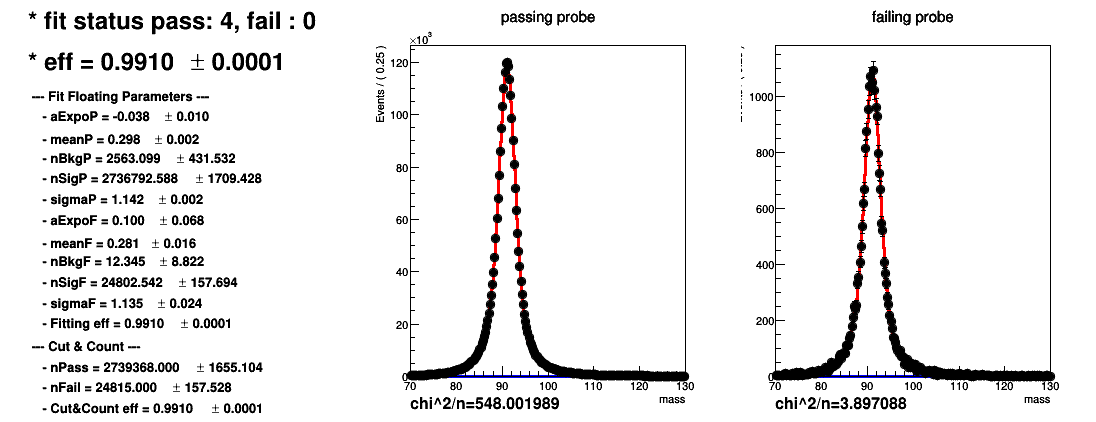 * fit status pass: 4, fail : 0
* eff = 0.9910 ± 0.0001
--- Fit Floating Parameters ---
- aExpoP = -0.038 ± 0.010
- meanP = 0.298 ± 0.002
- nBkgP = 2563.099 ± 431.532
- nSigP = 2736792.588 ± 1709.428
- sigmaP = 1.142 ± 0.002
- aExpoF = 0.100 ± 0.068
- meanF = 0.281 ± 0.016
- nBkgF = 12.345 ± 8.822
- nSigF = 24802.542 ± 157.694
- sigmaF = 1.135 ± 0.024
- Fitting eff = 0.9910 ± 0.0001
--- Cut & Count ---
- nPass = 2739368.000 ± 1655.104
- nFail = 24815.000 ± 157.528
- Cut&Count eff = 0.9910 ± 0.0001
passing probe
×10³
Events / ( 0.25 )
120
100
80
60
40
20
0
70 80 90 100 110 120 130
mass
chi^2/n=548.001989
failing probe
1000
800
600
400
200
0
70 80 90 100 110 120 130
mass
chi^2/n=3.897088